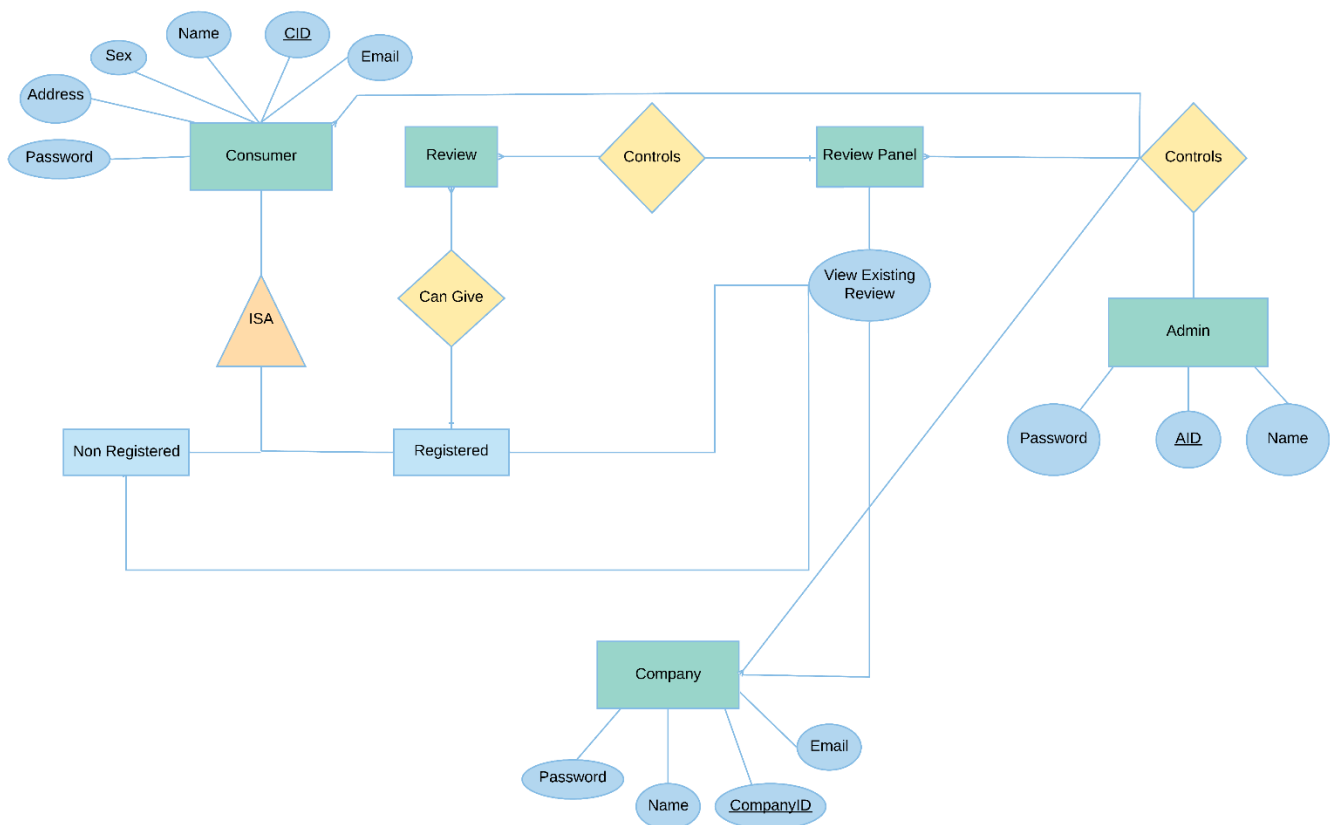 Name
CID
Sex
Email
Address
Password
Consumer
Review
Controls
Review Panel
Controls
View Existing
Review
Can Give
ISA
Admin
Non Registered
Registered
Password
AID
Name
Company
Email
Password
Name
CompanyID